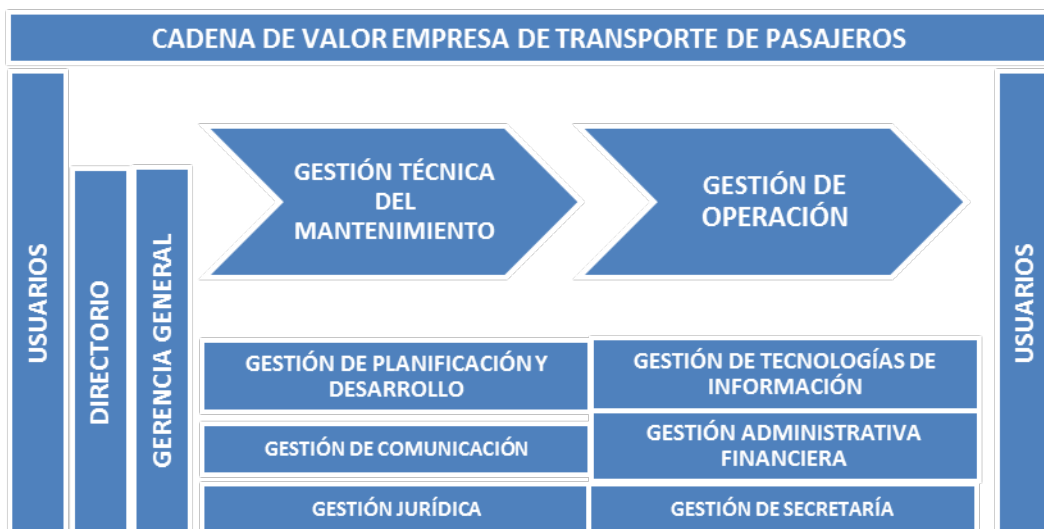 CADENA DE VALOR EMPRESA DE TRANSPORTE DE PASAJEROS
USUARIOS
DIRECTORIO
GERENCIA GENERAL
GESTIÓN TÉCNICA
DEL
MANTENIMIENTO
GESTIÓN DE
OPERACIÓN
GESTIÓN DE PLANIFICACIÓN Y
DESARROLLO
GESTIÓN DE TECNOLOGÍAS DE
INFORMACIÓN
GESTIÓN DE COMUNICACIÓN
GESTIÓN ADMINISTRATIVA
FINANCIERA
GESTIÓN JURÍDICA
GESTIÓN DE SECRETARÍA
USUARIOS